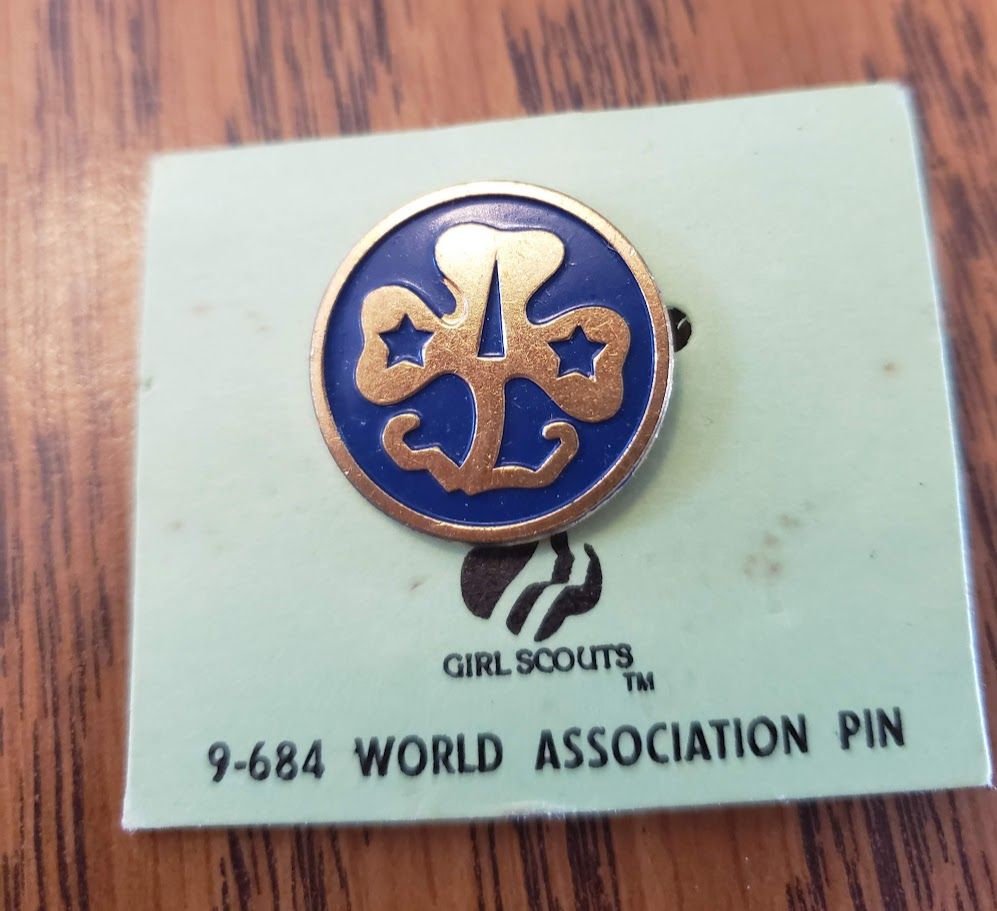 GIRL SCOUTS
TM
9-684 WORLD ASSOCIATION PIN